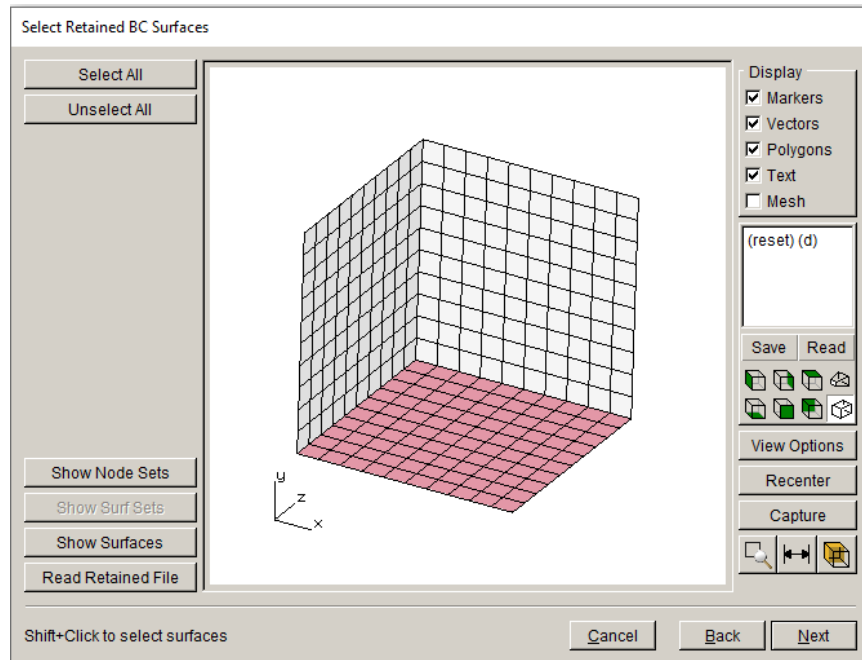 Select Retained BC Surfaces
Select All
Unselect All
Show Node Sets
Show Surf Sets
Show Surfaces
Read Retained File
y
z
x
Display
Markers
Vectors
Polygons
Text
Mesh
(reset) (d)
Save Read
View Options
Recenter
Capture
Shift+Click to select surfaces
Cancel Back Next